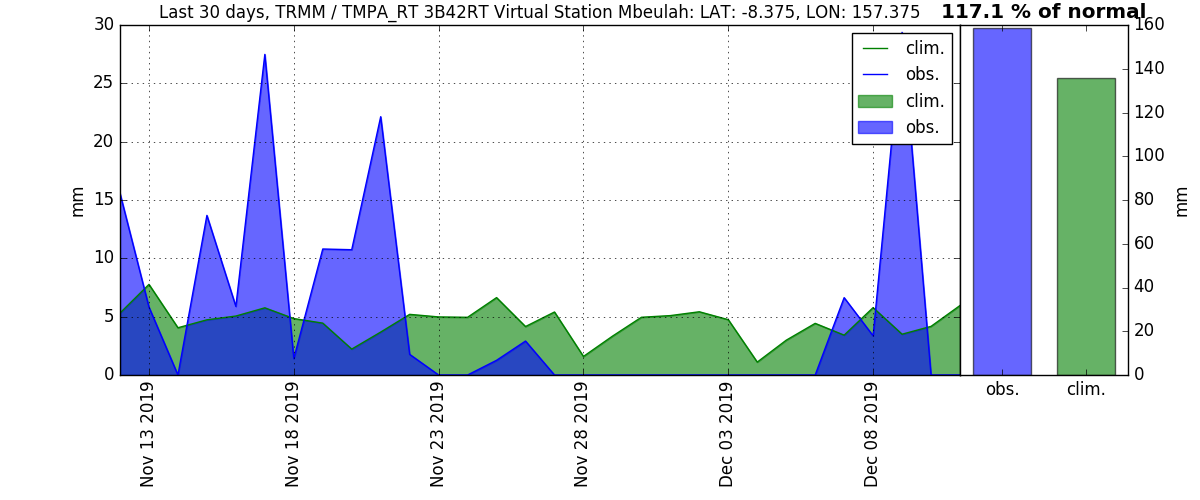 Last 30 days, TRMM / TMPA_RT 3B42RT Virtual Station Mbeulah: LAT: -8.375, LON: 157.375
117.1 % of normal
mm
30
25
20
15
10
5
0
clim.
obs.
clim.
obs.
Nov 13 2019
Nov 18 2019
Nov 23 2019
Nov 28 2019
Dec 03 2019
Dec 08 2019
160
140
120
100
80
60
40
20
0
mm
obs.
clim.